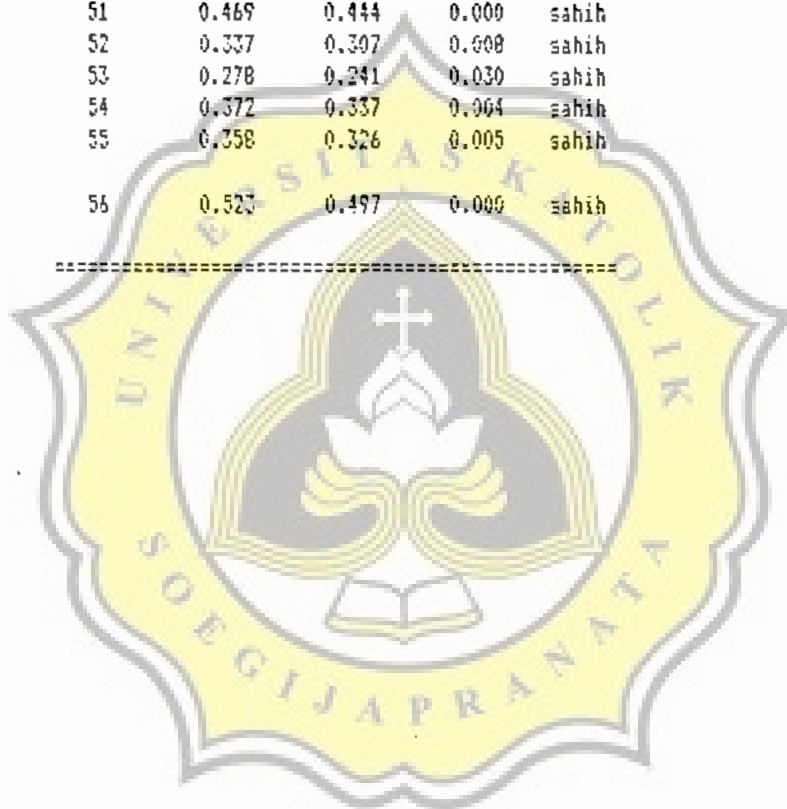 51 0.469 0.444 0.000 sahih
52 0.337 0.307 0.008 sahih
53 0.278 0.241 0.030 sahih
54 0.372 0.337 0.004 sahih
55 0.358 0.326 0.005 sahih
56 0.523 0.497 0.000 sahih
UNIVERSITAS KATOLIK
SOEGIJAPRANATA